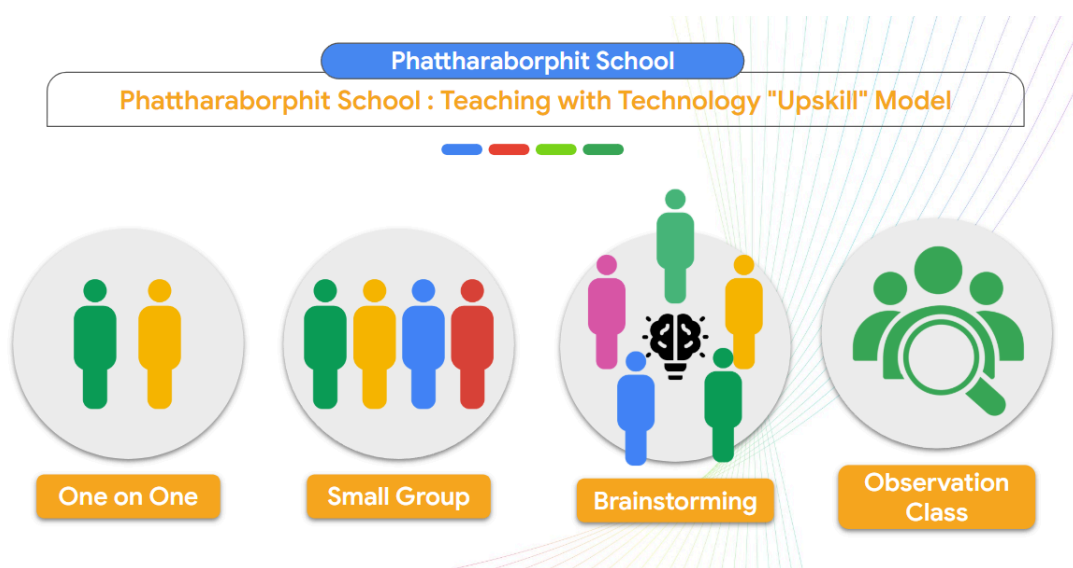 Phattharaborphit School
Phattharaborphit School : Teaching with Technology "Upskill" Model
One on One
Small Group
Brainstorming
Observation
Class